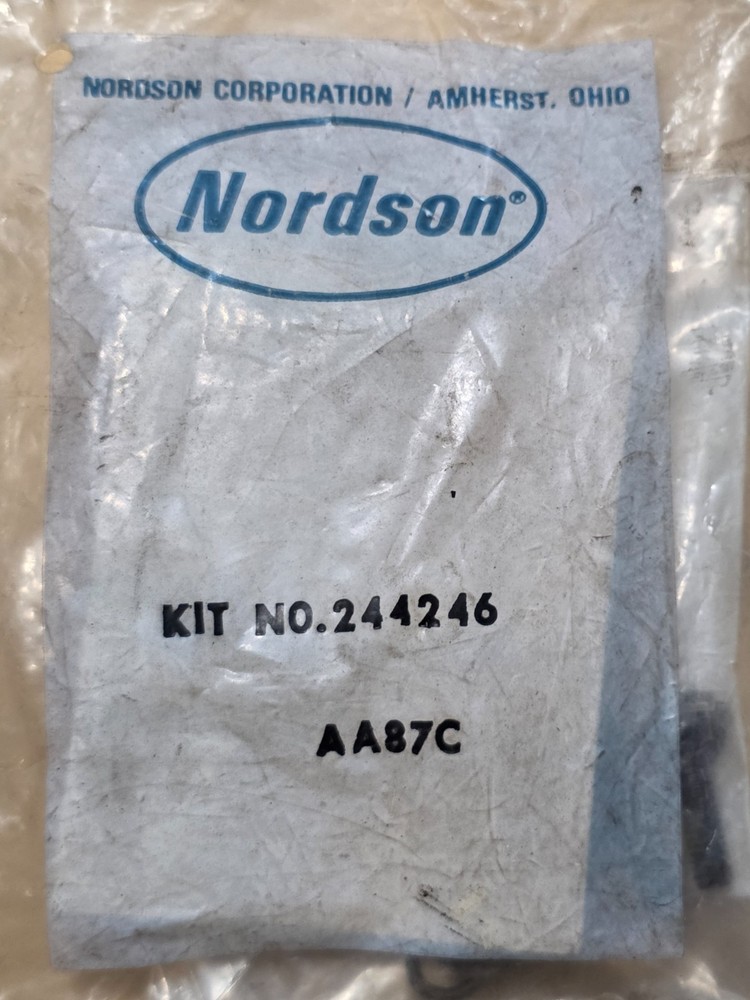 NORDSON CORPORATION / AMHERST, OHIO
Nordson®
KIT NO.244246
AA87C